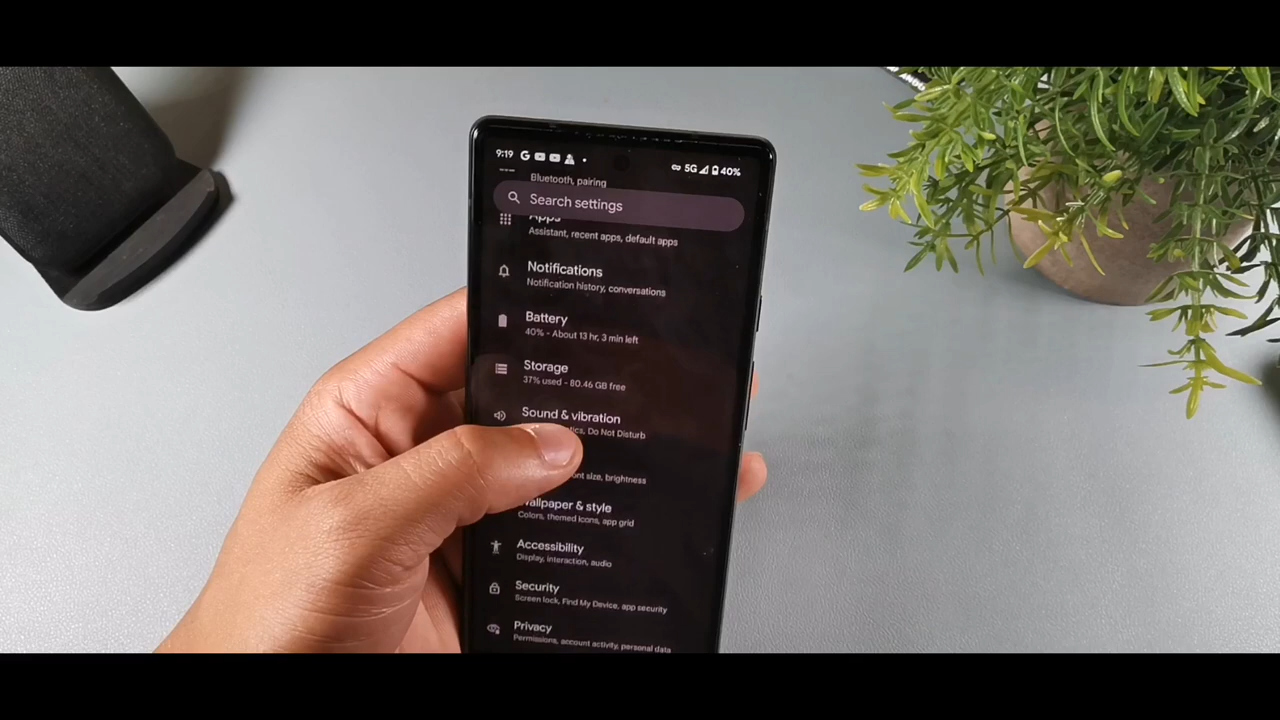 9:19 G 5G 40%
Bluetooth, pairing
Search settings
Apps
Assistant, recent apps, default apps
Notifications
Notification history, conversations
Battery
40% - About 13 hr, 3 min left
Storage
37% used - 80.46 GB free
Sound & vibration
Do Not Disturb
size, brightness
Wallpaper & style
Colors, themed icons, app grid
Accessibility
Display, interaction, audio
Security
Screen lock, Find My Device, app security
Privacy
Permissions, account activity, personal data